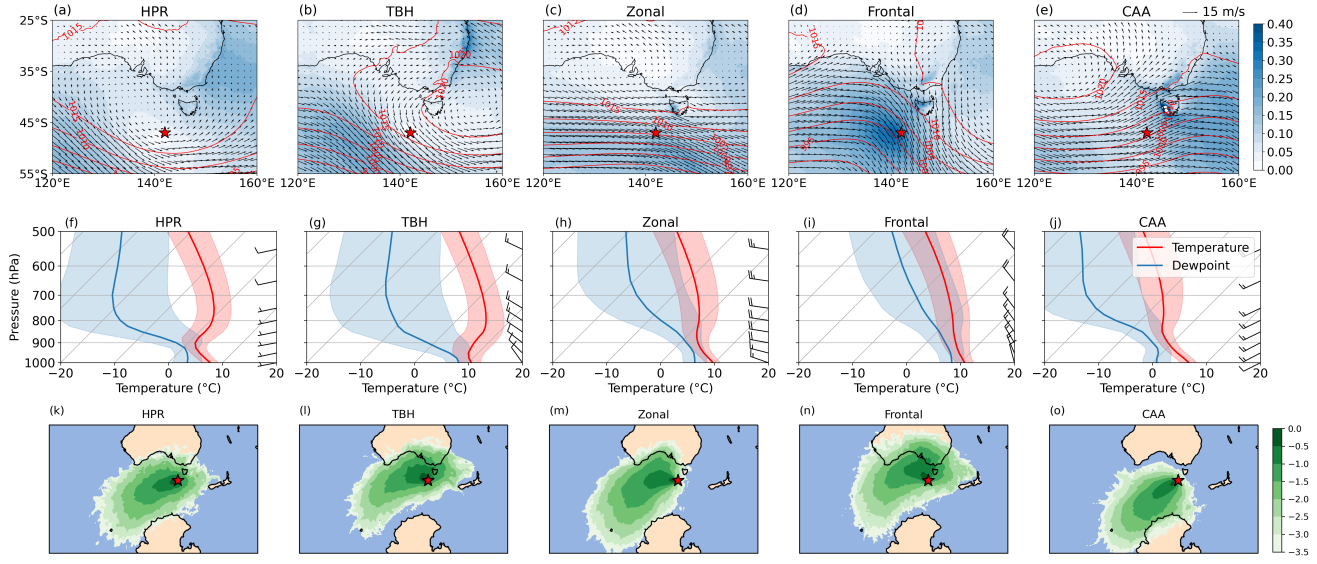 (a) HPR
(b) TBH
(c) Zonal
(d) Frontal
(e) CAA
15 m/s
25°S
35°S
45°S
55°S
120°E 140°E 160°E
120°E 140°E 160°E
120°E 140°E 160°E
120°E 140°E 160°E
120°E 140°E 160°E
1015
1015
1020
1015
1015
1015
1020
0.40
0.35
0.30
0.25
0.20
0.15
0.10
0.05
0.00
(f) HPR
(g) TBH
(h) Zonal
(i) Frontal
(j) CAA
Temperature
Dewpoint
Pressure (hPa)
500
600
700
800
900
1000
−20 −10 0 10 20
−20 −10 0 10 20
−20 −10 0 10 20
−20 −10 0 10 20
−20 −10 0 10 20
Temperature (°C)
Temperature (°C)
Temperature (°C)
Temperature (°C)
Temperature (°C)
(k) HPR
(l) TBH
(m) Zonal
(n) Frontal
(o) CAA
0.0
−0.5
−1.0
−1.5
−2.0
−2.5
−3.0
−3.5